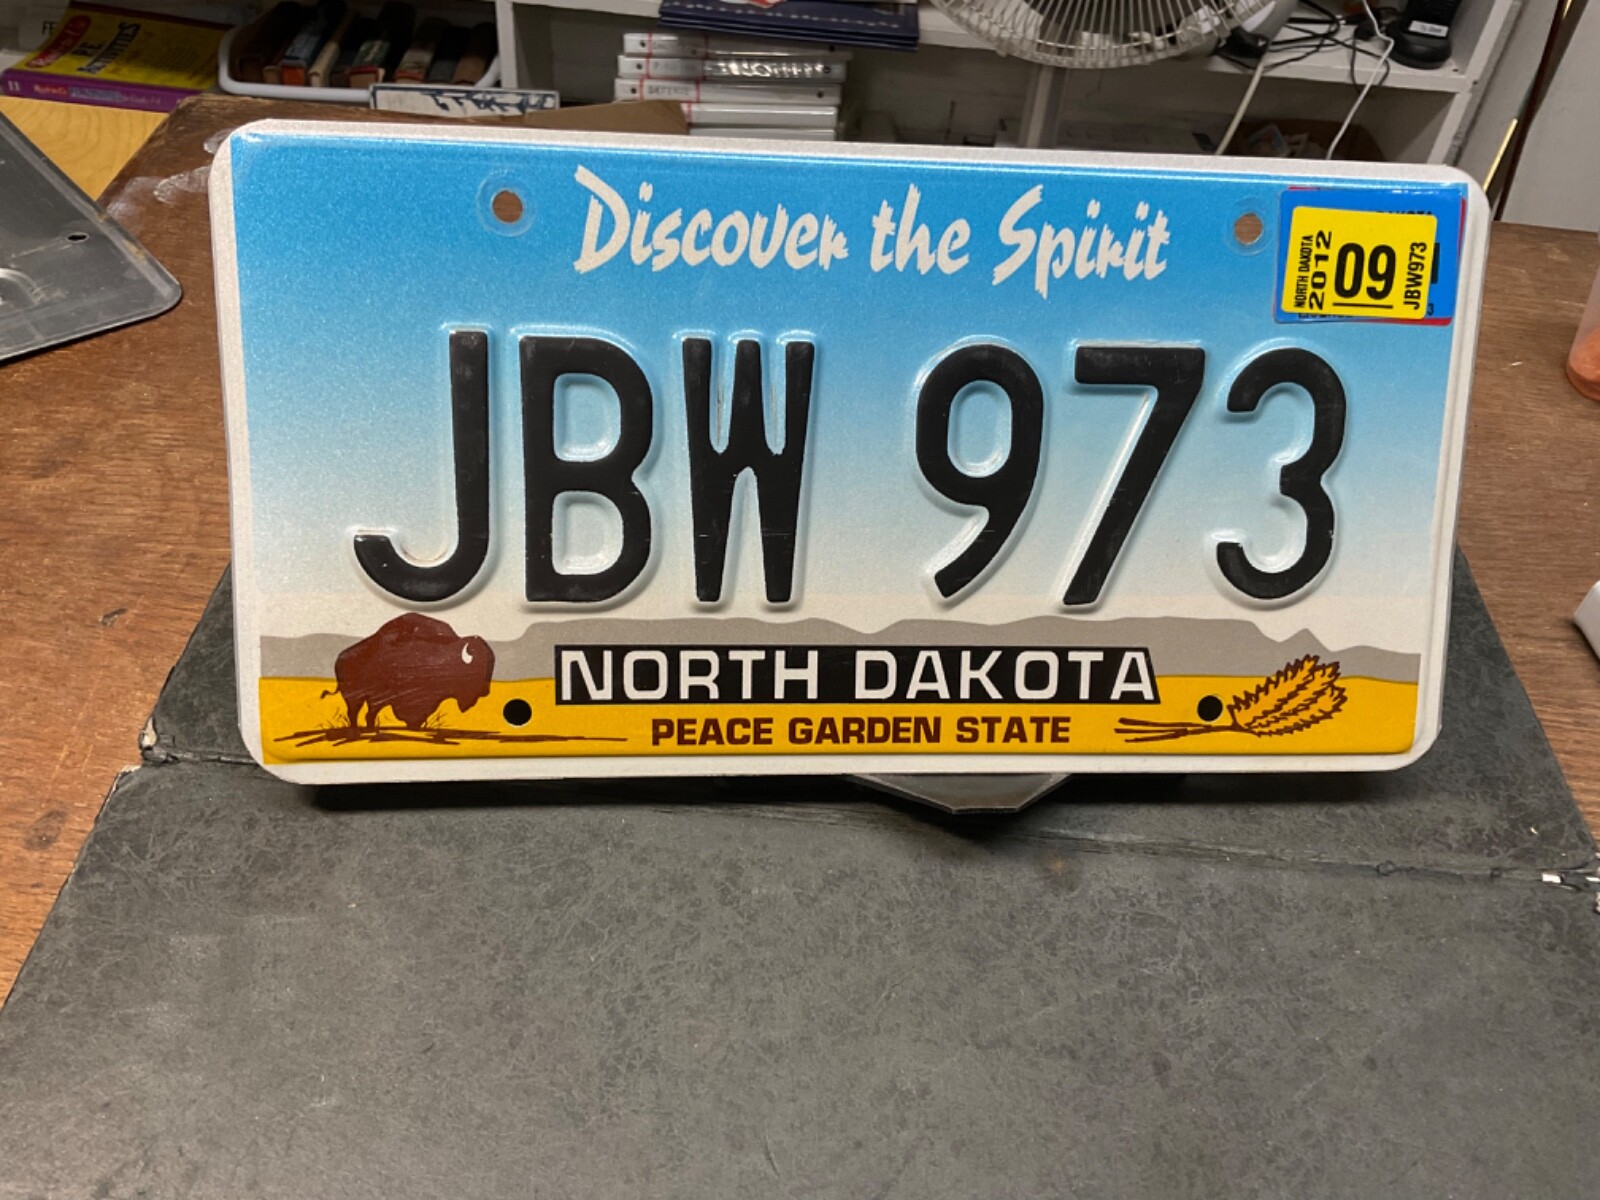 Discover the Spirit
NORTH DAKOTA
2012
09
JBW973
JBW 973
NORTH DAKOTA
PEACE GARDEN STATE